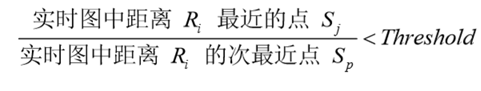 实时图中距离 R_i 最近的点 S_j
实时图中距离 R_i 的次最近点 S_p
< Threshold